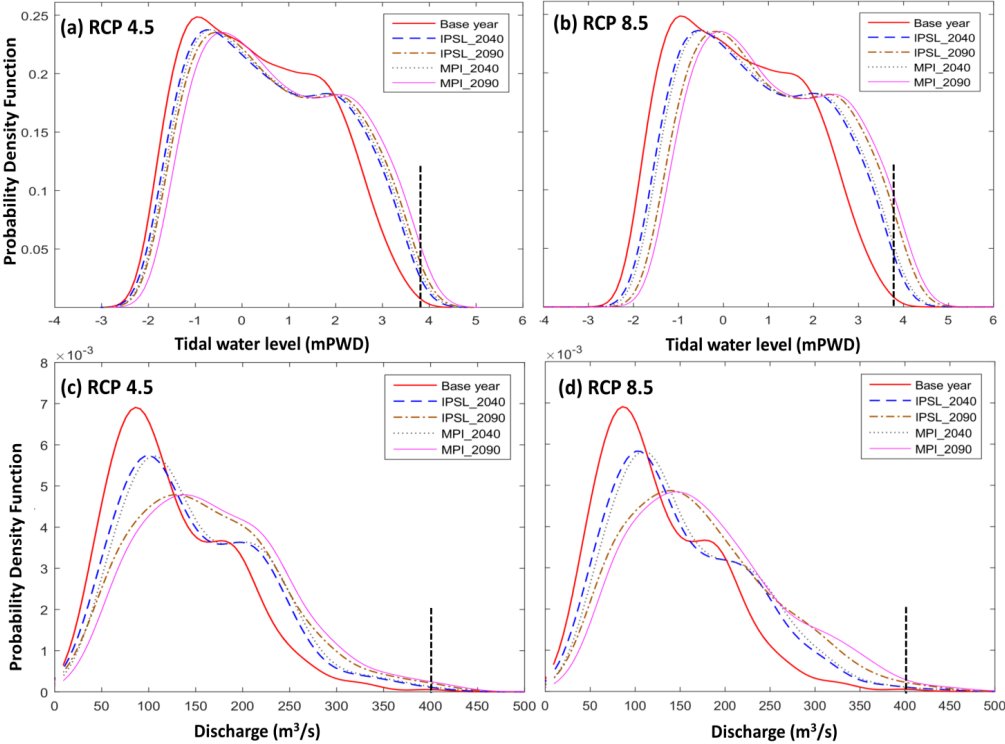 (a) RCP 4.5
Base year
IPSL_2040
IPSL_2090
MPI_2040
MPI_2090
0.25
0.2
0.15
0.1
0.05
-4 -3 -2 -1 0 1 2 3 4 5 6
Tidal water level (mPWD)
Probability Density Function
(b) RCP 8.5
Base year
IPSL_2040
IPSL_2090
MPI_2040
MPI_2090
-4 -3 -2 -1 0 1 2 3 4 5 6
Tidal water level (mPWD)
×10-3
(c) RCP 4.5
Base year
IPSL_2040
IPSL_2090
MPI_2040
MPI_2090
8
7
6
5
4
3
2
1
0
0 50 100 150 200 250 300 350 400 450 500
Discharge (m³/s)
Probability Density Function
×10-3
(d) RCP 8.5
Base year
IPSL_2040
IPSL_2090
MPI_2040
MPI_2090
0 50 100 150 200 250 300 350 400 450 500
Discharge (m³/s)